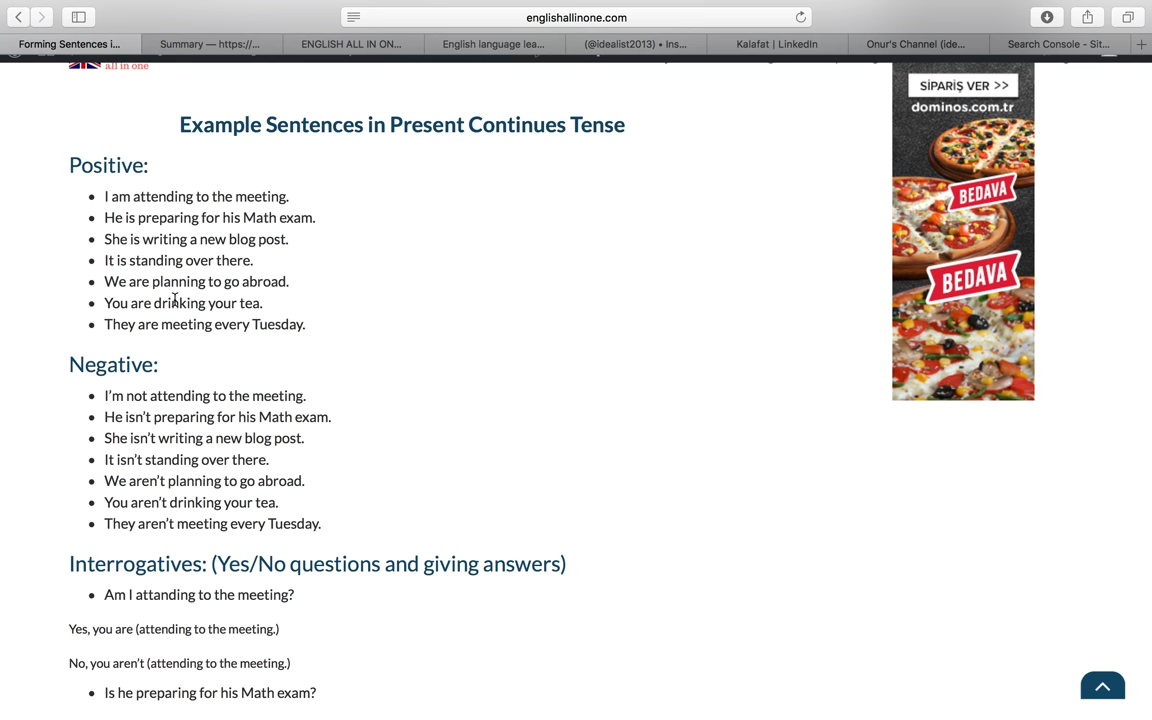 englishallinone.com
Forming Sentences i...
Summary — https://...
ENGLISH ALL IN ON...
English language lea...
(@idealist2013) • Ins...
Kalafat | LinkedIn
Onur's Channel (ide...
Search Console - Sit...
all in one
SİPARİŞ VER >>
dominos.com.tr
BEDAVA
BEDAVA
Example Sentences in Present Continues Tense
Positive:
• I am attending to the meeting.
• He is preparing for his Math exam.
• She is writing a new blog post.
• It is standing over there.
• We are planning to go abroad.
• You are drinking your tea.
• They are meeting every Tuesday.
Negative:
• I'm not attending to the meeting.
• He isn't preparing for his Math exam.
• She isn't writing a new blog post.
• It isn't standing over there.
• We aren't planning to go abroad.
• You aren't drinking your tea.
• They aren't meeting every Tuesday.
Interrogatives: (Yes/No questions and giving answers)
• Am I attanding to the meeting?
Yes, you are (attending to the meeting.)
No, you aren't (attending to the meeting.)
• Is he preparing for his Math exam?